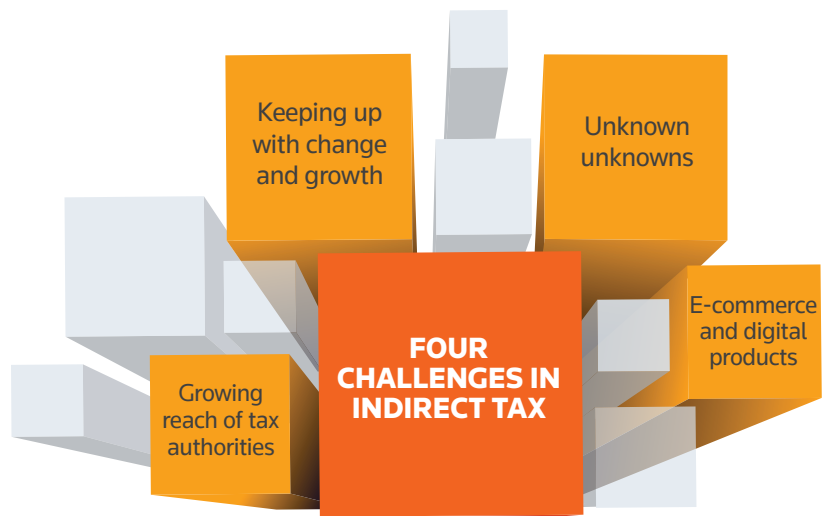 Keeping up
with change
and growth
Unknown
unknowns
E-commerce
and digital
products
Growing
reach of tax
authorities
FOUR
CHALLENGES IN
INDIRECT TAX